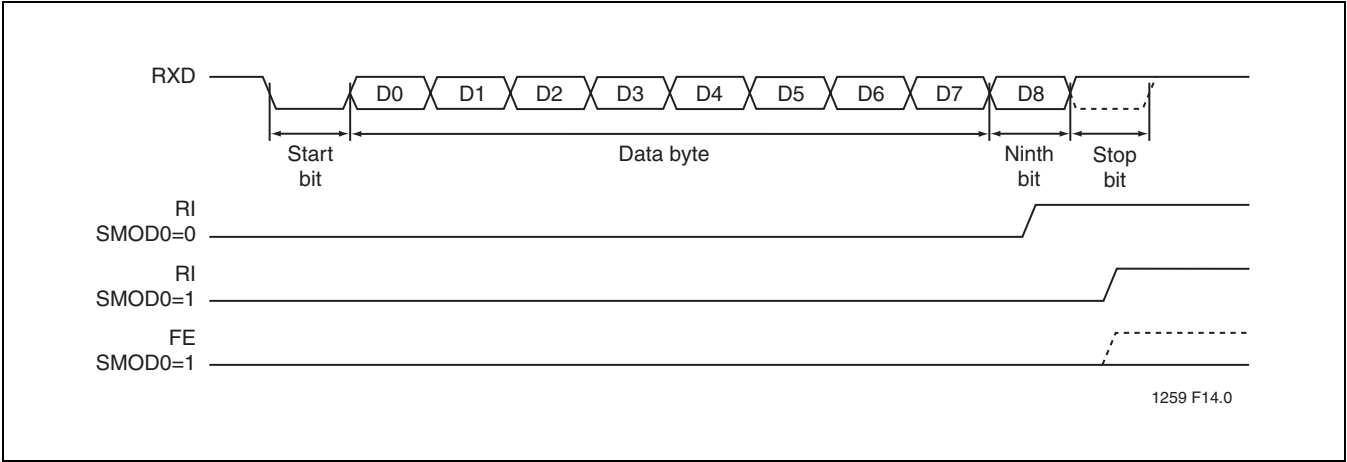 RXD
D0 D1 D2 D3 D4 D5 D6 D7 D8
Start bit
Data byte
Ninth bit
Stop bit
RI
SMOD0=0
RI
SMOD0=1
FE
SMOD0=1
1259 F14.0